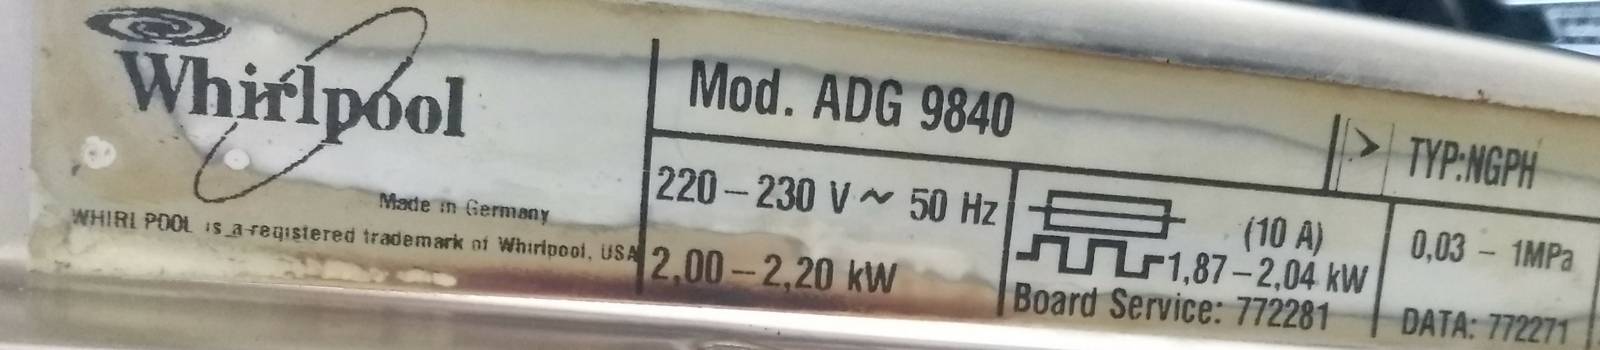 Whirlpool
Made in Germany
WHIRLPOOL is a registered trademark of Whirlpool, USA
Mod. ADG 9840
TYP:NGPH
220 – 230 V ~ 50 Hz
2,00 – 2,20 kW
(10 A)
1,87 – 2,04 kW
Board Service: 772281
0,03 – 1MPa
DATA: 772271